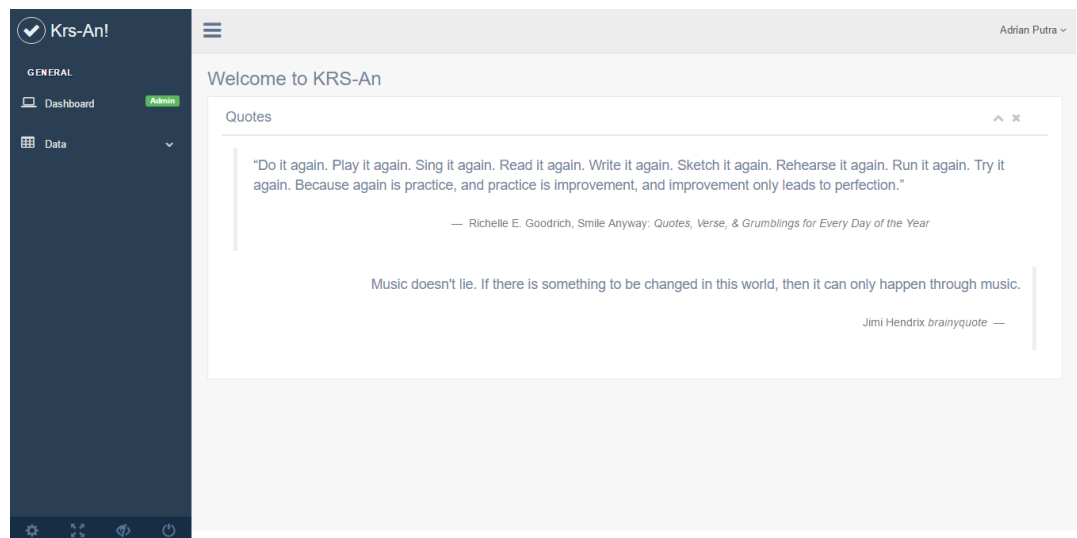 Krs-An!
Adrian Putra
GENERAL
Dashboard Admin
Data
Welcome to KRS-An
Quotes
“Do it again. Play it again. Sing it again. Read it again. Write it again. Sketch it again. Rehearse it again. Run it again. Try it
again. Because again is practice, and practice is improvement, and improvement only leads to perfection.”
— Richelle E. Goodrich, Smile Anyway: Quotes, Verse, & Grumblings for Every Day of the Year
Music doesn't lie. If there is something to be changed in this world, then it can only happen through music.
Jimi Hendrix brainyquote —